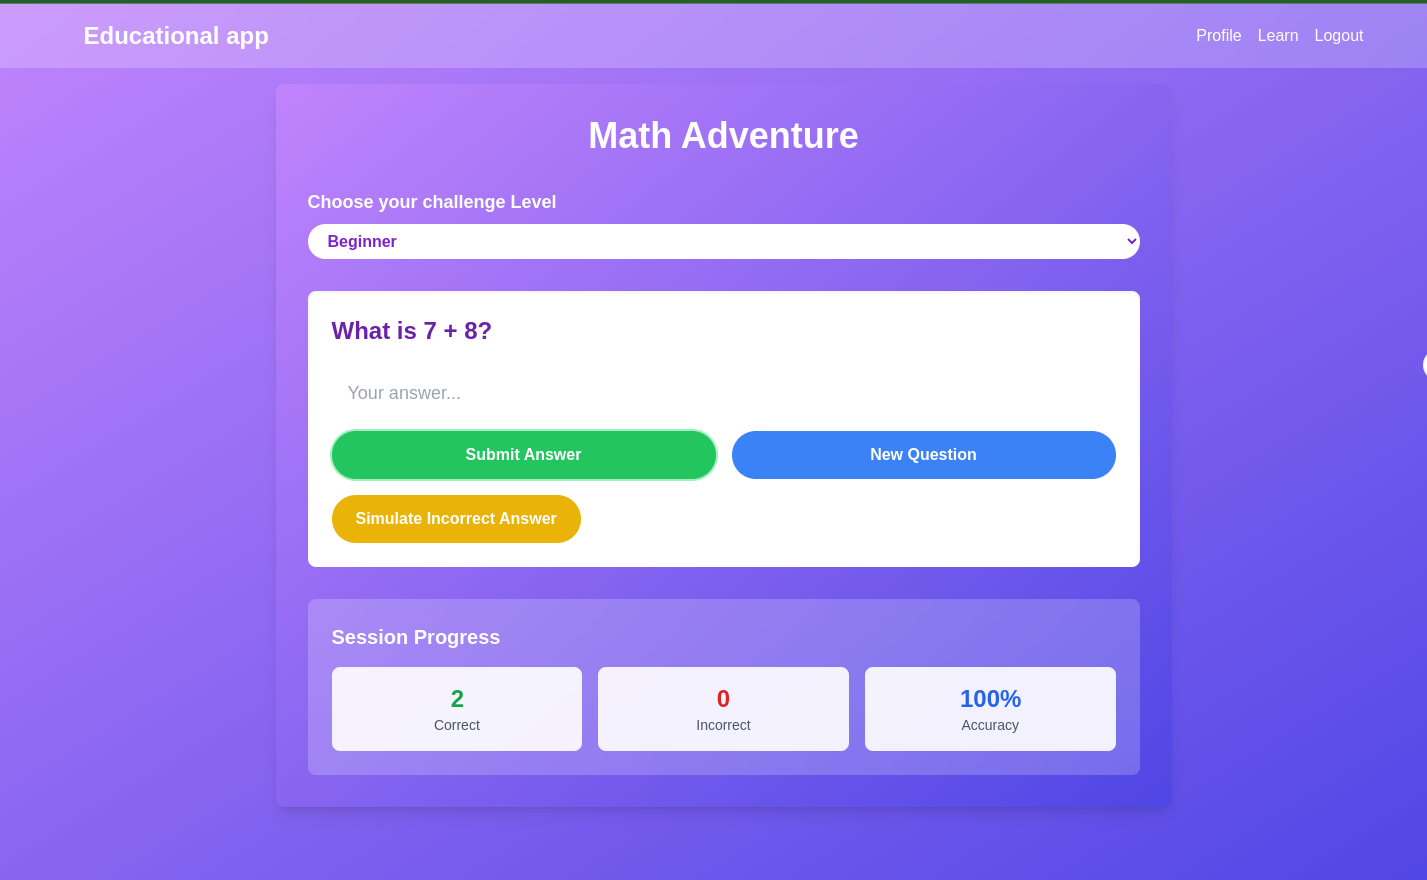 Educational app
Profile Learn Logout
Math Adventure
Choose your challenge Level
Beginner
What is 7 + 8?
Your answer...
Submit Answer
New Question
Simulate Incorrect Answer
Session Progress
2
Correct
0
Incorrect
100%
Accuracy